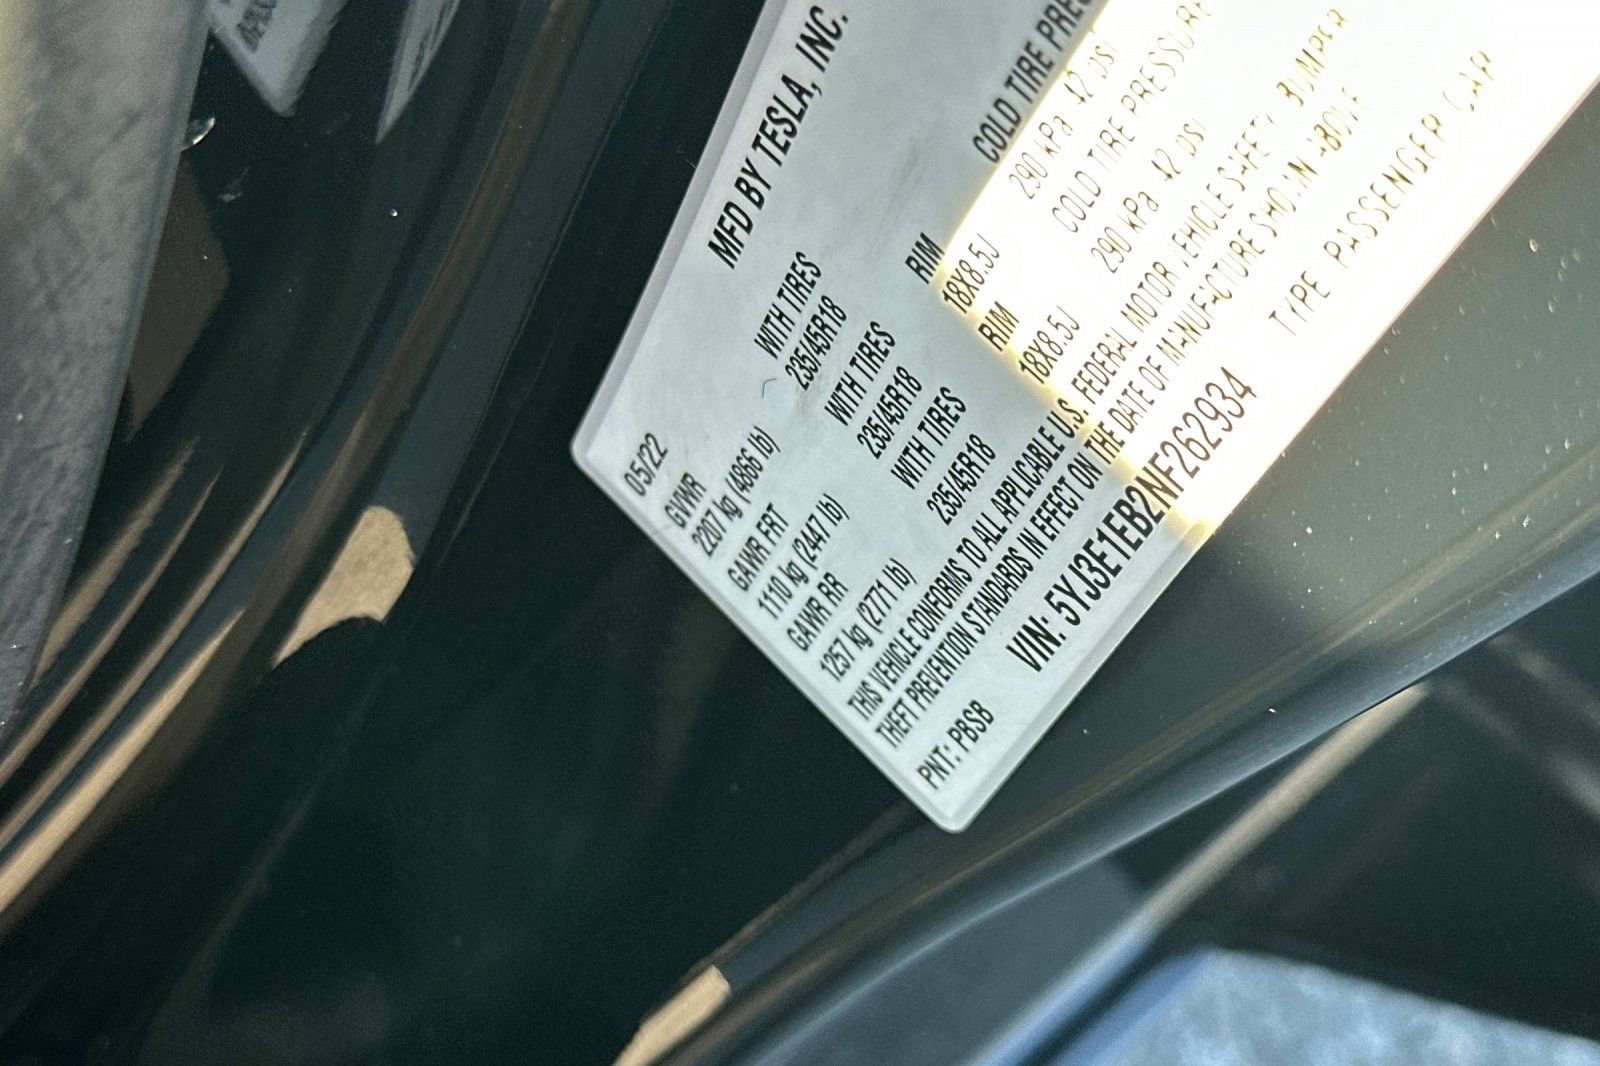 MFD BY TESLA, INC.
05/22
GVWR WITH TIRES RIM COLD TIRE
2207 kg (4866 lb) 235/45R18 18X8.5J 290 kPa 42 psi
GAWR FRT WITH TIRES RIM COLD TIRE PRESSURE
1110 kg (2447 lb) 235/45R18 18X8.5J 290 kPa 42 psi
GAWR RR WITH TIRES
1257 kg (2771 lb) 235/45R18
THIS VEHICLE CONFORMS TO ALL APPLICABLE U.S. FEDERAL MOTOR VEHICLE SAFETY BUMPER
THEFT PREVENTION STANDARDS IN EFFECT ON THE DATE OF MANUFACTURE SHOWN ABOVE
VIN: 5YJ3E1EB2NF262934 TYPE PASSENGER CAR
PNT: PBSB